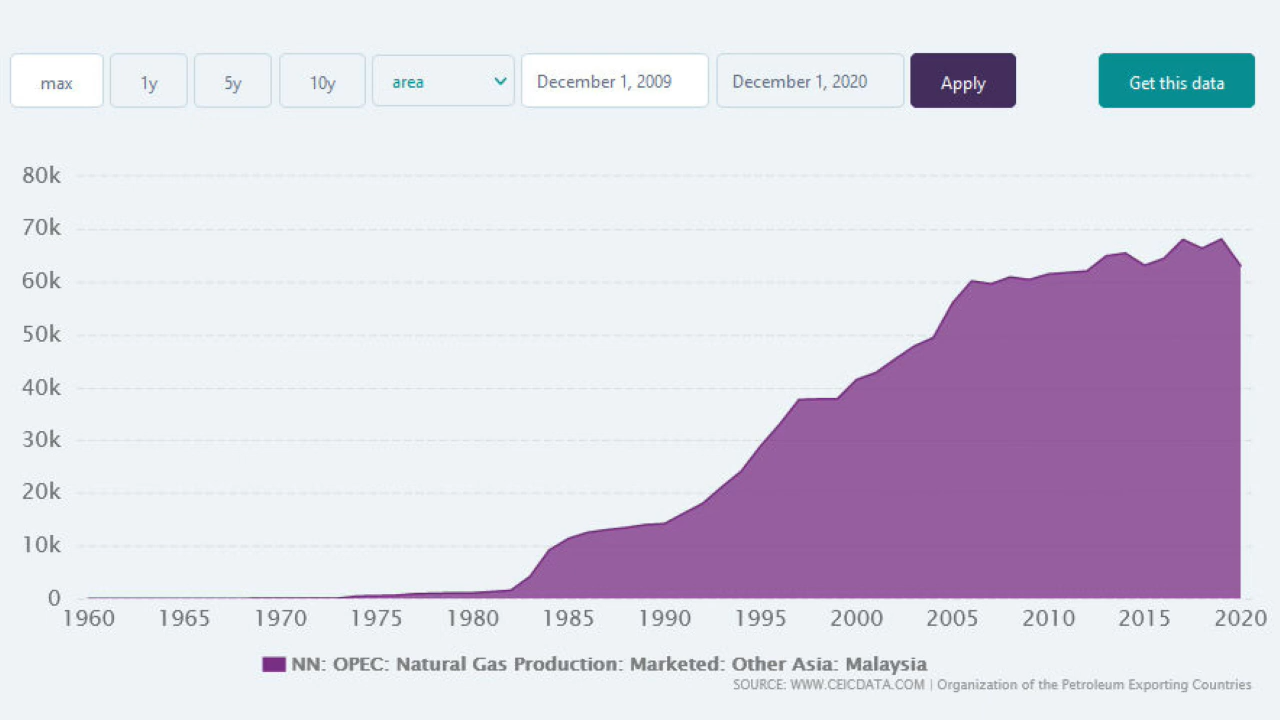 max 1y 5y 10y area December 1, 2009 December 1, 2020 Apply Get this data
80k
70k
60k
50k
40k
30k
20k
10k
0
1960 1965 1970 1975 1980 1985 1990 1995 2000 2005 2010 2015 2020
NN: OPEC: Natural Gas Production: Marketed: Other Asia: Malaysia
SOURCE: WWW.CEICDATA.COM | Organization of the Petroleum Exporting Countries